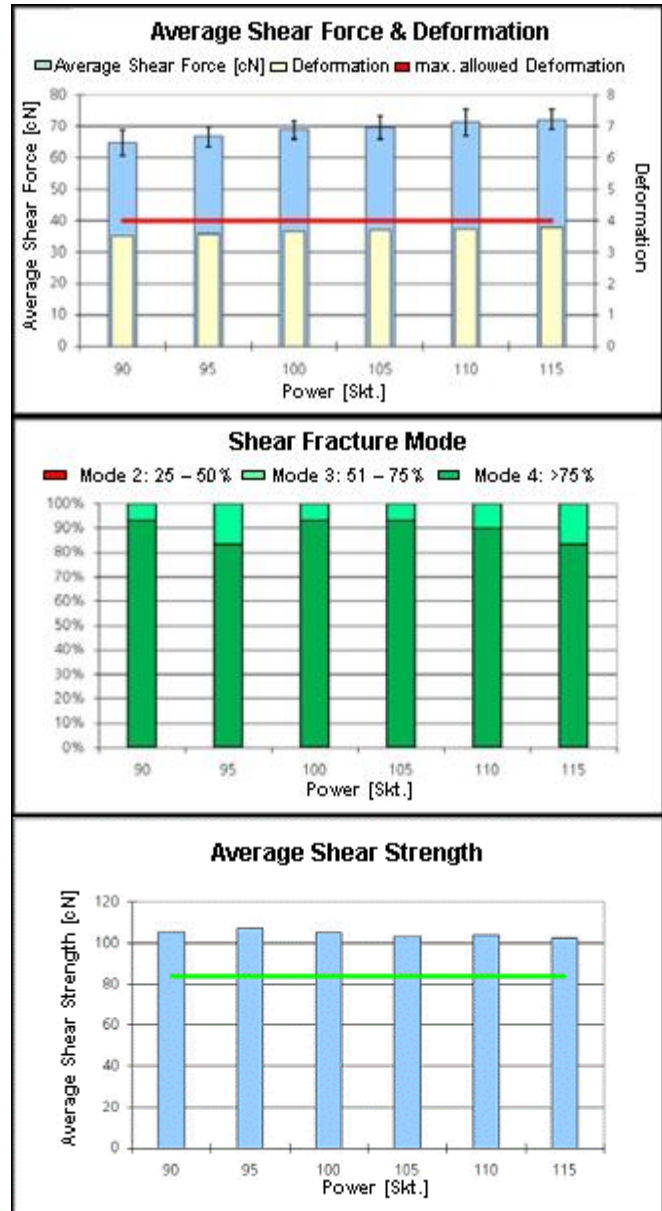 Average Shear Force & Deformation
Average Shear Force [cN] Deformation max. allowed Deformation
Average Shear Force [cN]
80
70
60
50
40
30
20
10
0
8
7
6
5
4
3
2
1
0
Deformation
90 95 100 105 110 115
Power [Skt.]
Shear Fracture Mode
Mode 2: 25 – 50% Mode 3: 51 – 75% Mode 4: >75%
100%
90%
80%
70%
60%
50%
40%
30%
20%
10%
0%
90 95 100 105 110 115
Power [Skt.]
Average Shear Strength
Average Shear Strength [cN]
120
100
80
60
40
20
0
90 95 100 105 110 115
Power [Skt.]